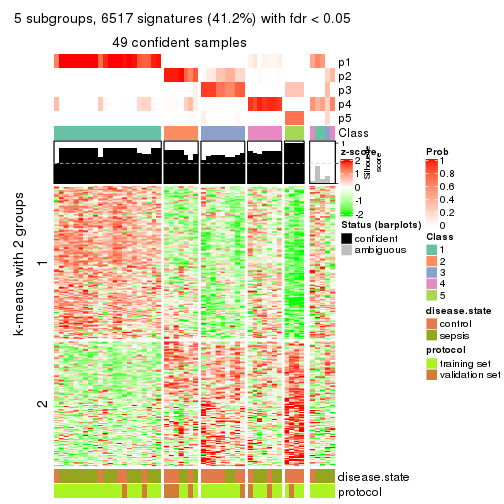 5 subgroups, 6517 signatures (41.2%) with fdr < 0.05
49 confident samples
p1
p2
p3
p4
p5
Class
1
Silhouette
score
z-score
2
1
0
-1
-2
Status (barplots)
confident
ambiguous
Prob
1
0.8
0.6
0.4
0.2
0
Class
1
2
3
4
5
disease.state
control
sepsis
protocol
training set
validation set
k-means with 2 groups
1
2
disease.state
protocol